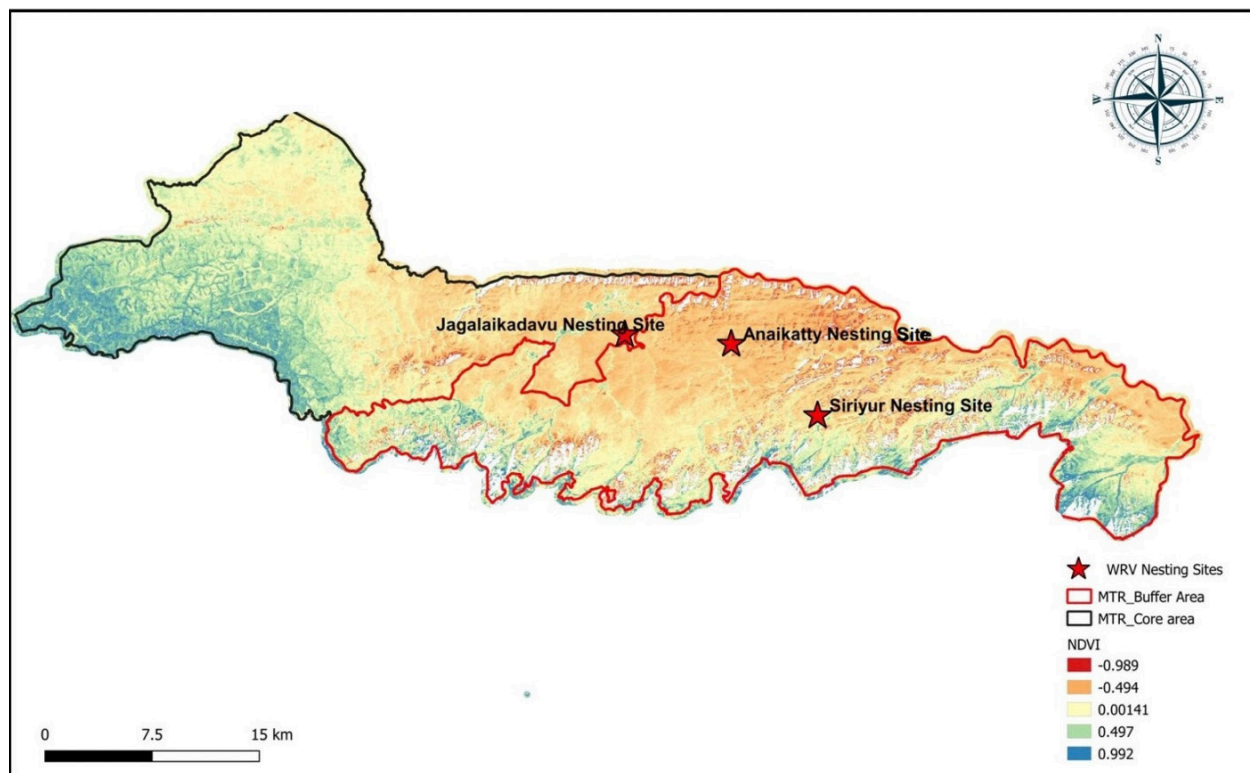 N
W
E
S
Jagalaikadavu Nesting Site
Anaikatty Nesting Site
Siriyur Nesting Site
WRV Nesting Sites
MTR_Buffer Area
MTR_Core area
NDVI
-0.989
-0.494
0.00141
0.497
0.992
0 7.5 15 km